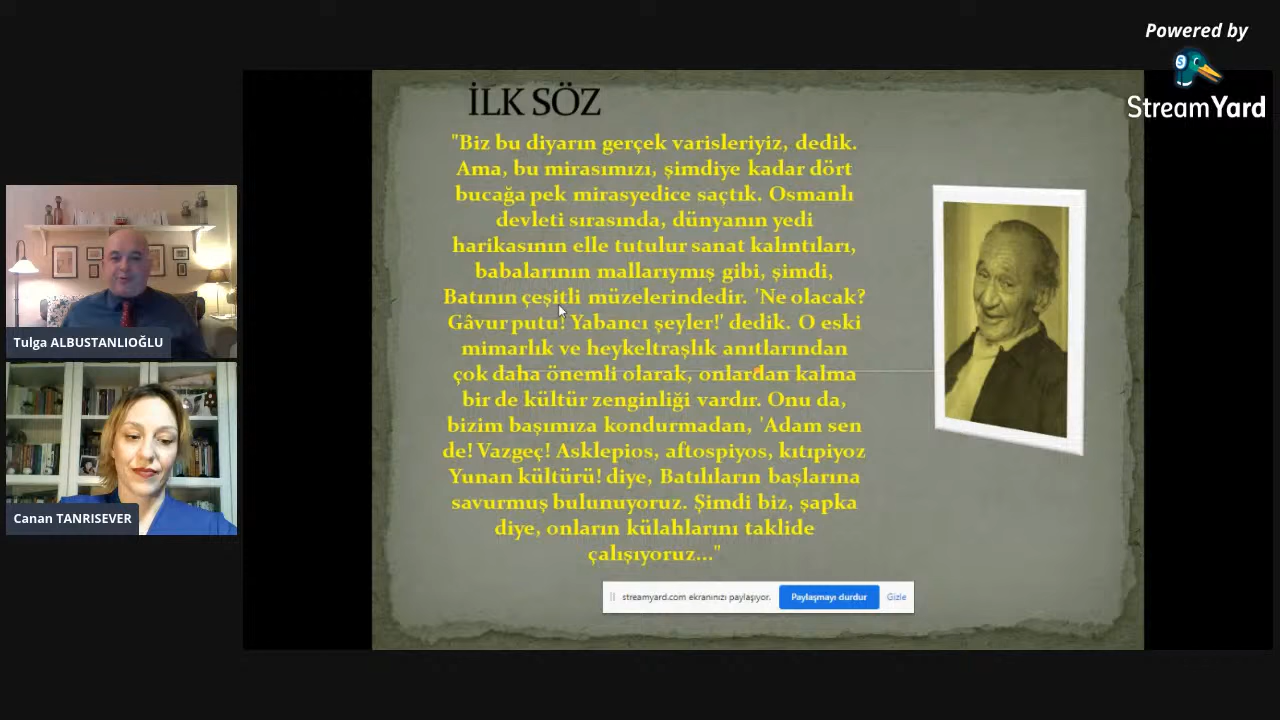 Powered by
StreamYard
İLK SÖZ
"Biz bu diyarın gerçek varisleriyiz, dedik.
Ama, bu mirasımızı, şimdiye kadar dört
bucağa pek mirasyedice saçtık. Osmanlı
devleti sırasında, dünyanın yedi
harikasının elle tutulur sanat kalıntıları,
babalarının mallarıymış gibi, şimdi,
Batının çeşitli müzelerindedir. 'Ne olacak?
Gâvur putu! Yabancı şeyler!' dedik. O eski
mimarlık ve heykeltraşlık anıtlarından
çok daha önemli olarak, onlardan kalma
bir de kültür zenginliği vardır. Onu da,
bizim başımıza kondurmadan, 'Adam sen
de! Vazgeç! Asklepios, aftospiyos, kıtıpiyoz
Yunan kültürü! diye, Batılıların başlarına
savurmuş bulunuyoruz. Şimdi biz, şapka
diye, onların külahlarını taklide
çalışıyoruz..."
Tulga ALBUSTANLIOĞLU
Canan TANRISEVER
streamyard.com ekranınızı paylaşıyor.
Paylaşmayı durdur
Gizle